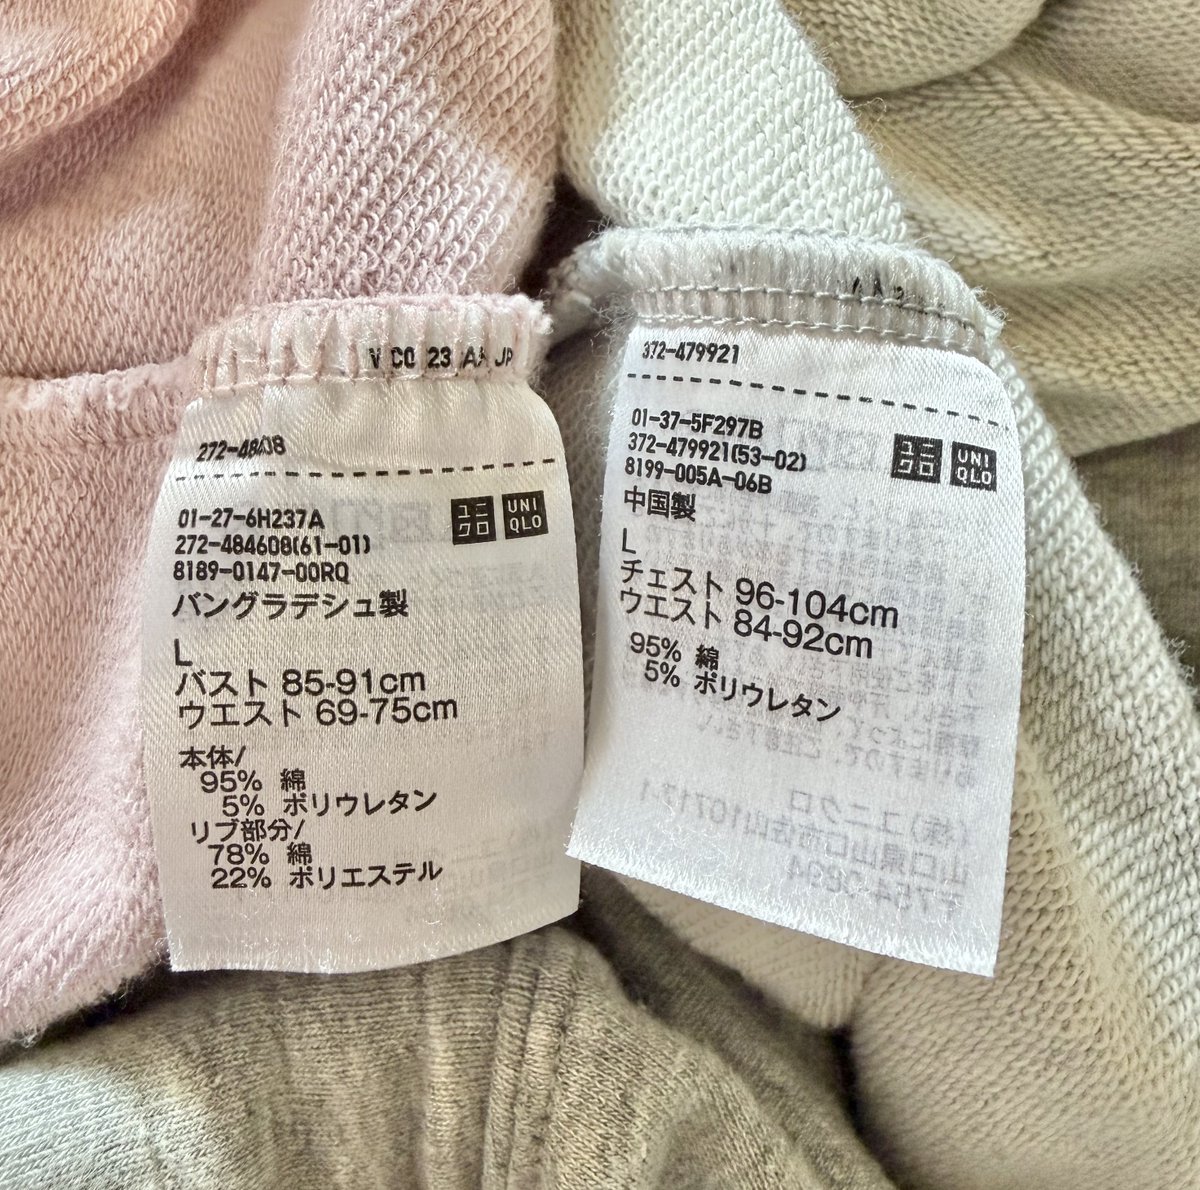 272-48608
01-27-6H237A
272-484608(61-01)
8189-0147-00RQ
バングラデシュ製
L
バスト 85-91cm
ウエスト 69-75cm
本体/
95% 綿
5% ポリウレタン
リブ部分/
78% 綿
22% ポリエステル
ユニクロ
UNIQLO
372-479921
01-37-5F297B
372-479921(53-02)
8199-005A-06B
中国製
L
チェスト 96-104cm
ウエスト 84-92cm
95% 綿
5% ポリウレタン
ユニクロ
UNIQLO